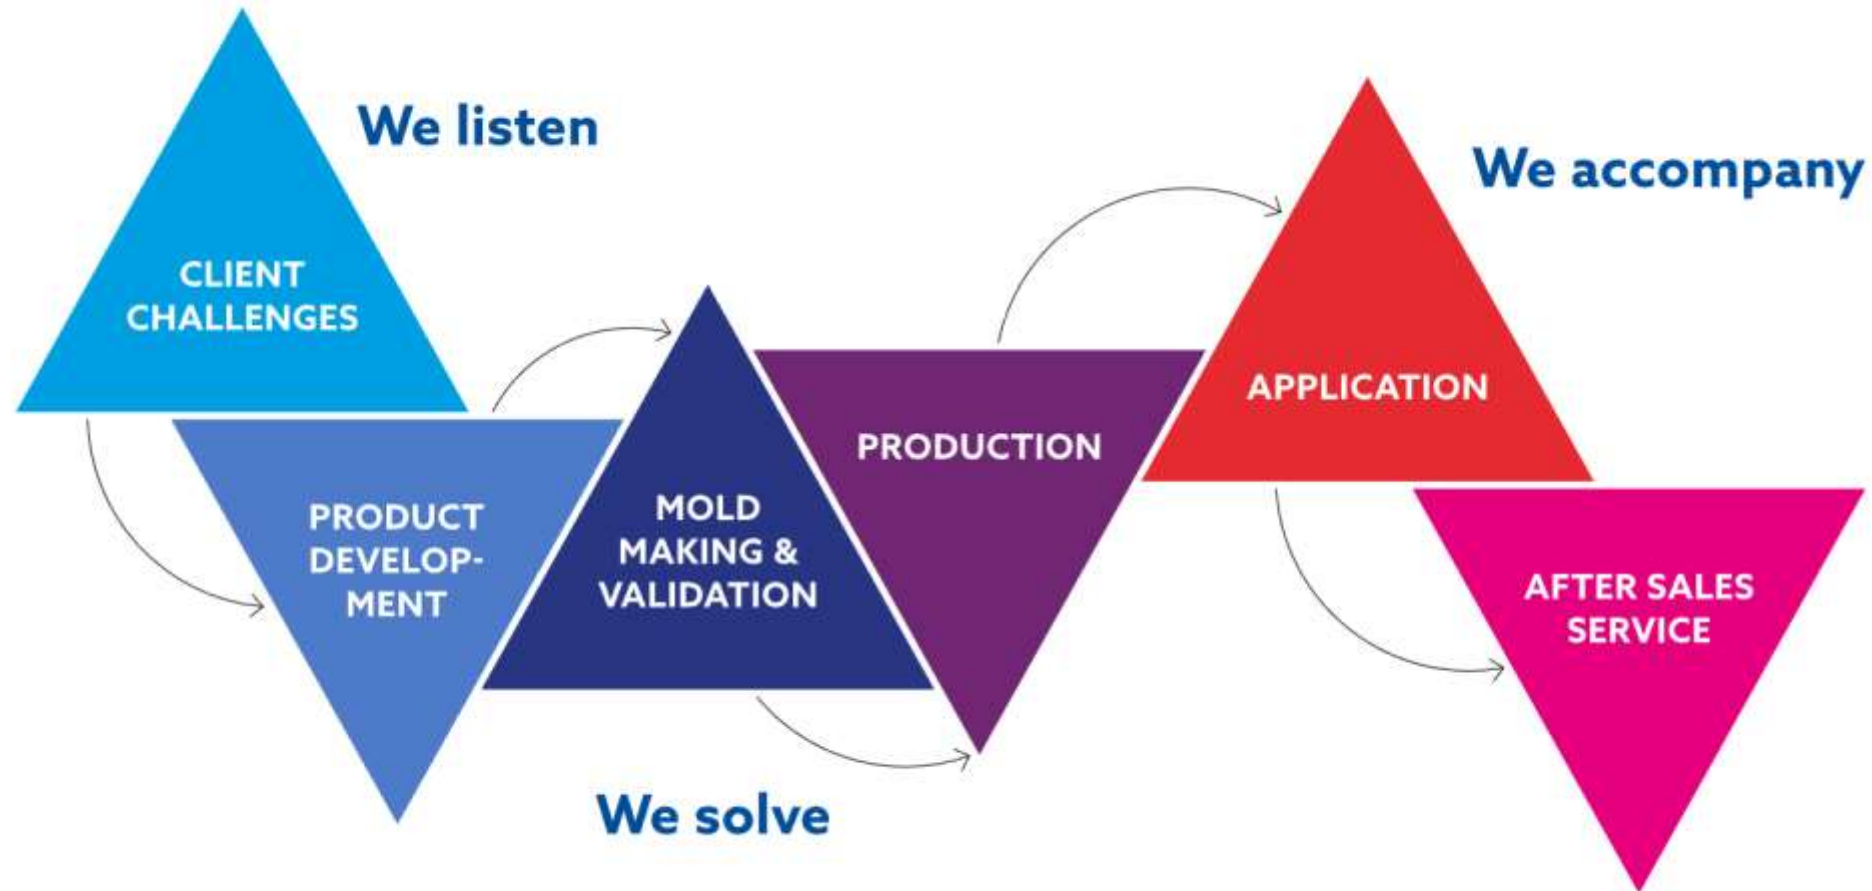 We listen
CLIENT
CHALLENGES
PRODUCT
DEVELOP-
MENT
MOLD
MAKING &
VALIDATION
We solve
PRODUCTION
We accompany
APPLICATION
AFTER SALES
SERVICE